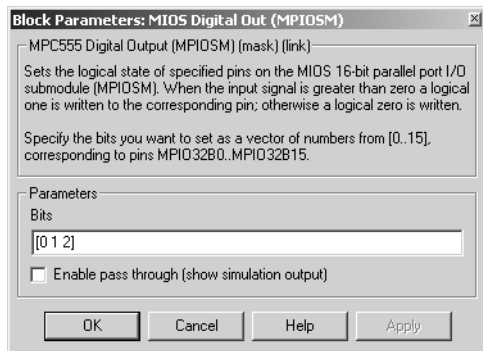 Block Parameters: MIOS Digital Out (MPIOSM)
MPC555 Digital Output (MPIOSM) (mask) (link)
Sets the logical state of specified pins on the MIOS 16-bit parallel port I/O
submodule (MPIOSM). When the input signal is greater than zero a logical
one is written to the corresponding pin; otherwise a logical zero is written.
Specify the bits you want to set as a vector of numbers from [0..15],
corresponding to pins MPIO32B0..MPIO32B15.
Parameters
Bits
[0 1 2]
Enable pass through (show simulation output)
OK Cancel Help Apply